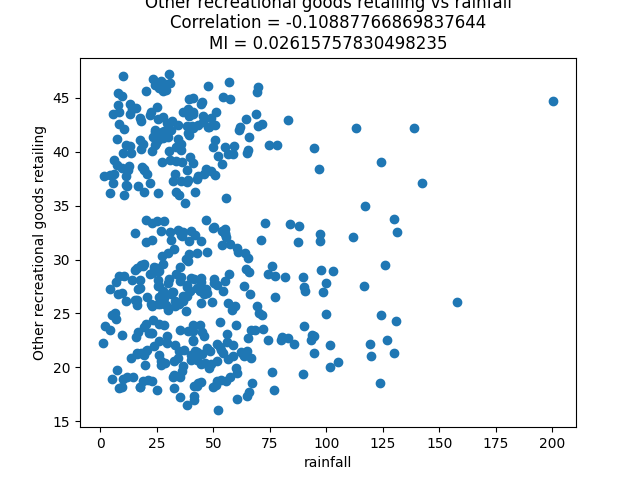 Other recreational goods retailing vs rainfall
Correlation = -0.10887766869837644
MI = 0.02615757830498235
45
40
35
30
25
20
15
Other recreational goods retailing
0 25 50 75 100 125 150 175 200
rainfall